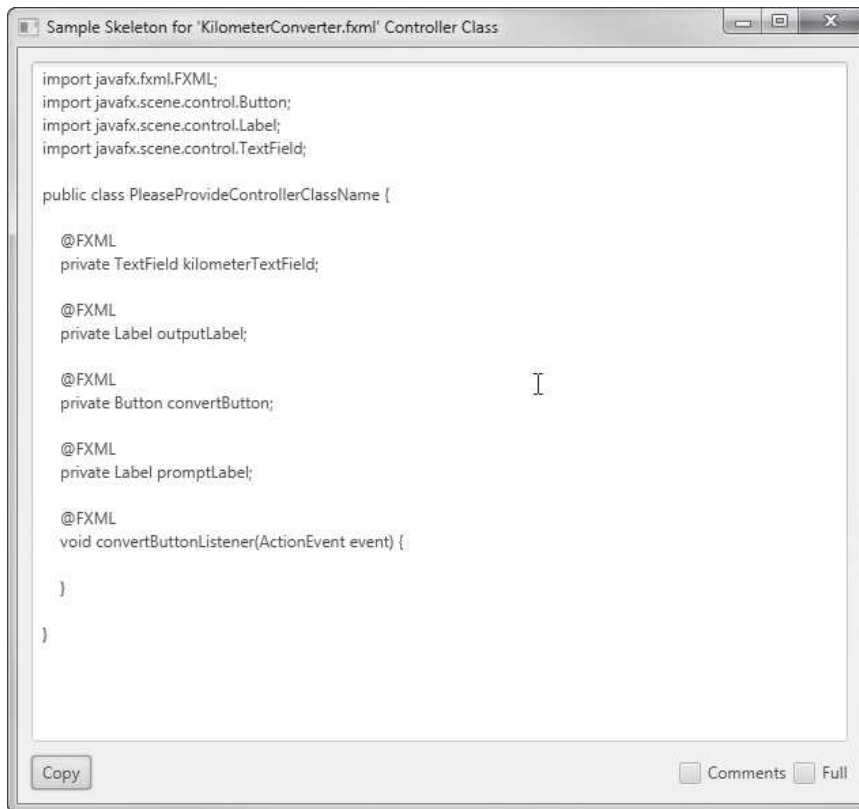 Sample Skeleton for 'KilometerConverter.fxml' Controller Class
import javafx.fxml.FXML;
import javafx.scene.control.Button;
import javafx.scene.control.Label;
import javafx.scene.control.TextField;
public class PleaseProvideControllerClassName {
@FXML
private TextField kilometerTextField;
@FXML
private Label outputLabel;
@FXML
private Button convertButton;
@FXML
private Label promptLabel;
@FXML
void convertButtonListener(ActionEvent event) {
}
}
Copy
Comments
Full